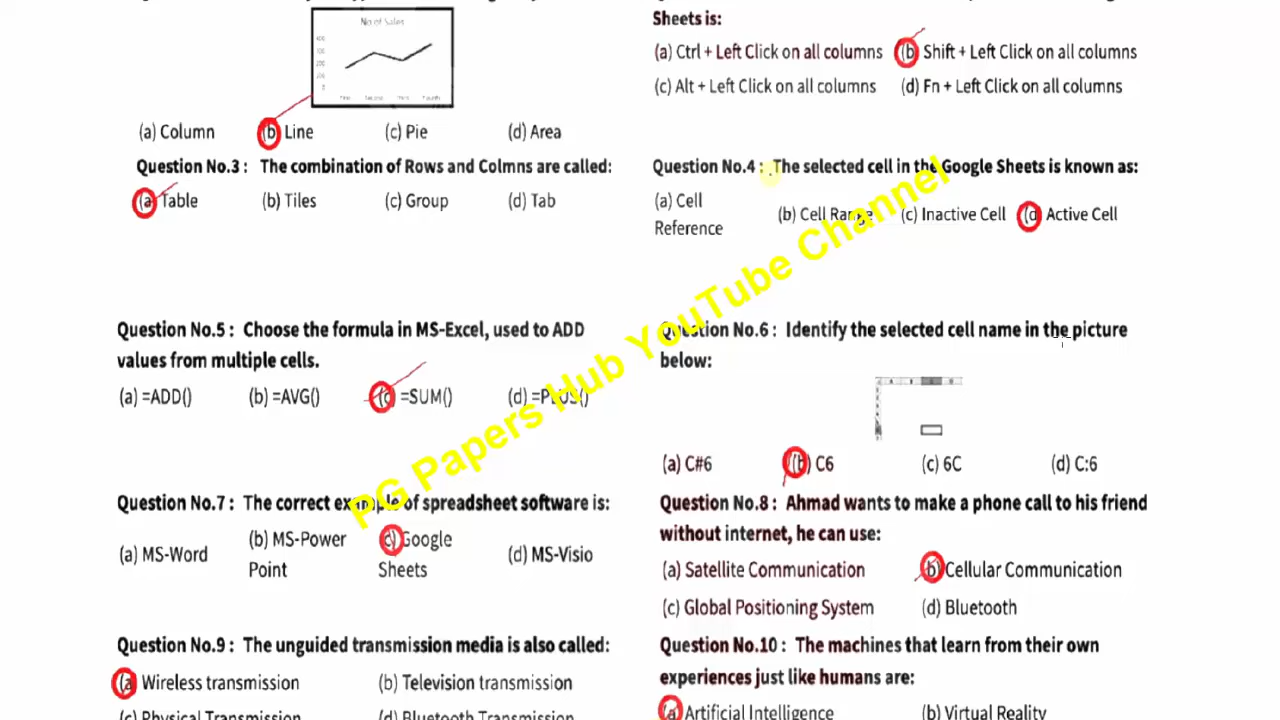 Sheets is:
No of Sales
(a) Ctrl + Left Click on all columns (b) Shift + Left Click on all columns
(c) Alt + Left Click on all columns (d) Fn + Left Click on all columns
(a) Column (b) Line (c) Pie (d) Area
Question No.3 : The combination of Rows and Colmns are called:
(a) Table (b) Tiles (c) Group (d) Tab
Question No.4 : The selected cell in the Google Sheets is known as:
(a) Cell Reference (b) Cell Range (c) Inactive Cell (d) Active Cell
Question No.5 : Choose the formula in MS-Excel, used to ADD
values from multiple cells.
(a) =ADD() (b) =AVG() (c) =SUM() (d) =PLUS()
Question No.6 : Identify the selected cell name in the picture
below:
(a) C#6 (b) C6 (c) 6C (d) C:6
Question No.7 : The correct example of spreadsheet software is:
(a) MS-Word (b) MS-Power Point (c) Google Sheets (d) MS-Visio
Question No.8 : Ahmad wants to make a phone call to his friend
without internet, he can use:
(a) Satellite Communication (b) Cellular Communication
(c) Global Positioning System (d) Bluetooth
Question No.9 : The unguided transmission media is also called:
(a) Wireless transmission (b) Television transmission
(c) Physical Transmission (d) Bluetooth Transmission
Question No.10 : The machines that learn from their own
experiences just like humans are:
(a) Artificial Intelligence (b) Virtual Reality
PG Papers Hub YouTube Channel